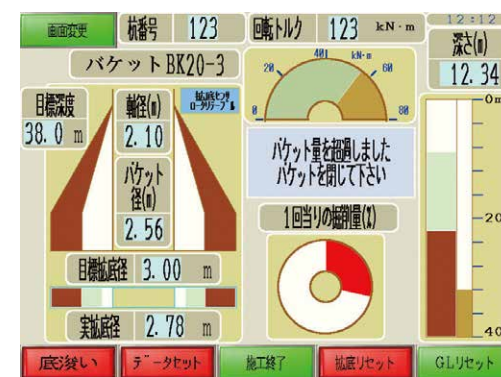 画面変更 杭番号 123 回転トルク 123 kN·m 12:12
深さ(m)
12.34
バケットBK20-3
目標深度
38.0 m
軸径(m)
2.10
拡底センサ
ロータリテーブル
バケット
径(m)
2.56
0 20 40 60 80
kN·m
バケット量を超過しました
バケットを閉じて下さい
1回当りの掘削量(%)
目標拡底径 3.00 m
実拡底径 2.78 m
0m
20
40
底浚い データセット 施工終了 拡底リセット GLリセット